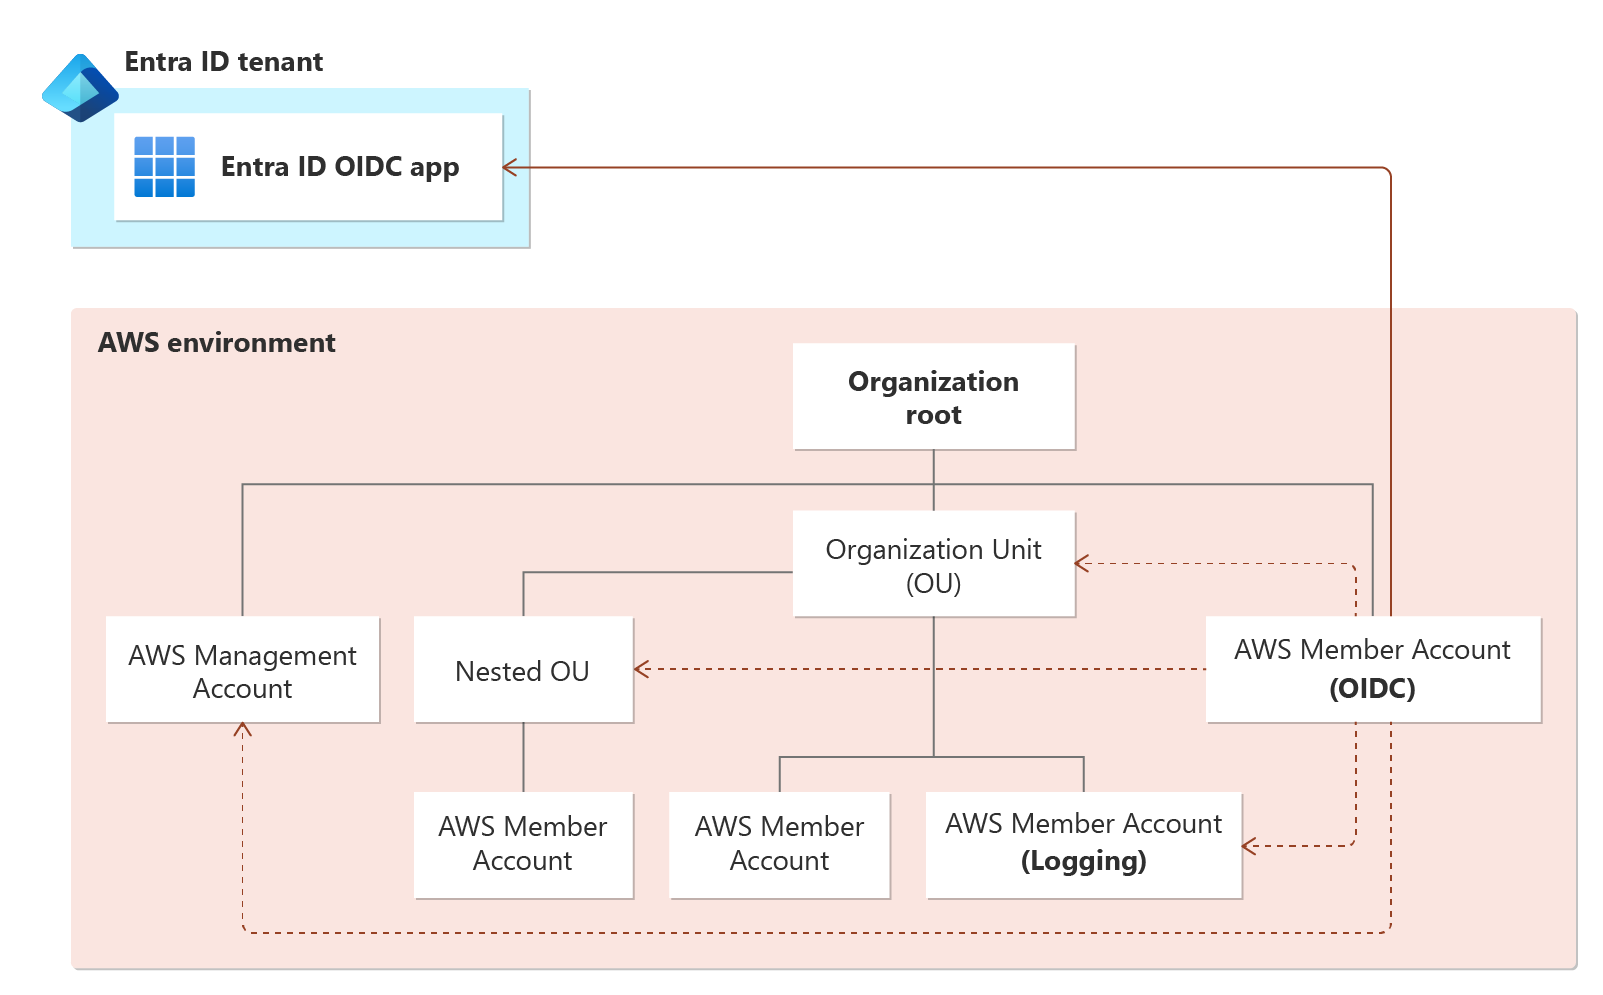 Entra ID tenant
Entra ID OIDC app
AWS environment
Organization
root
Organization Unit
(OU)
AWS Management
Account
Nested OU
AWS Member Account
(OIDC)
AWS Member
Account
AWS Member
Account
AWS Member Account
(Logging)